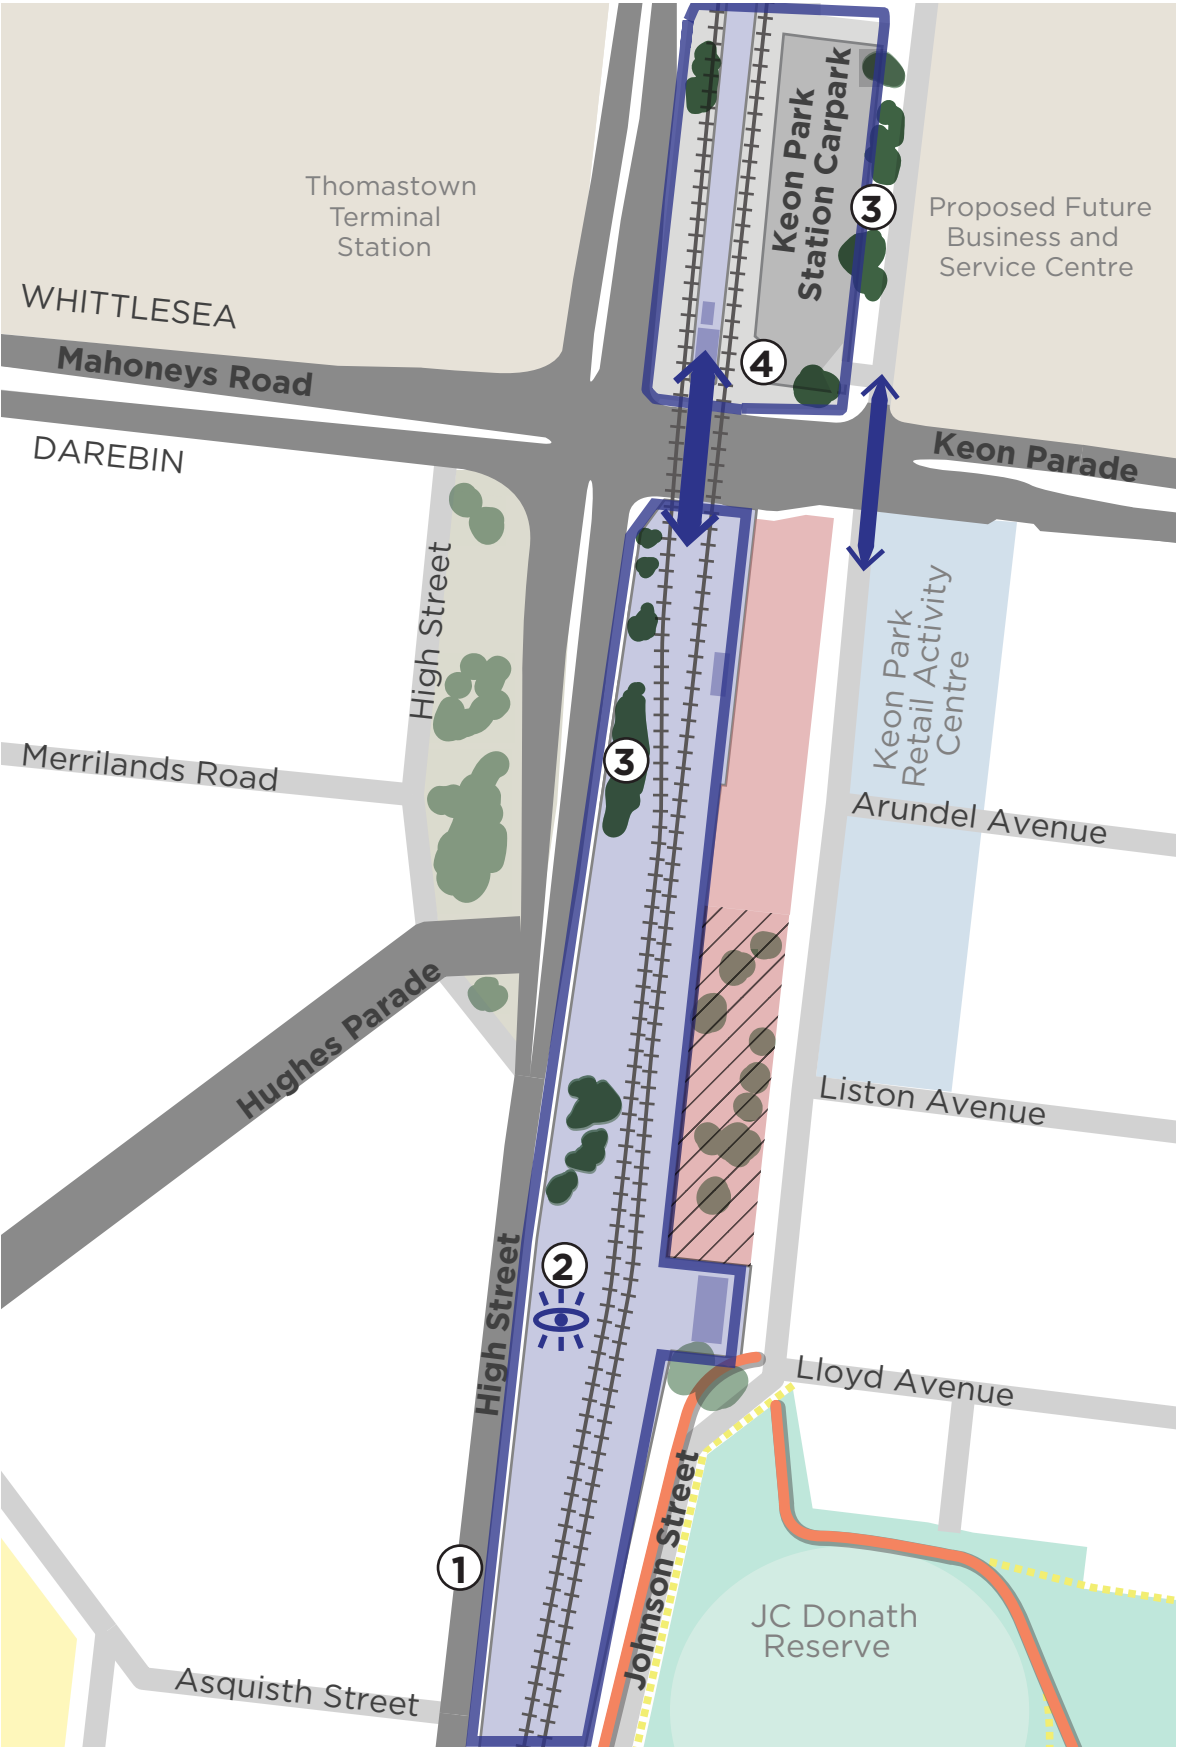 Keon Park
Station Carpark
3
Thomastown
Terminal
Station
Proposed Future
Business and
Service Centre
WHITTLESEA
Mahoneys Road
4
DAREBIN
Keon Parade
High Street
Keon Park
Retail Activity
Centre
Merrilands Road
3
Arundel Avenue
Hughes Parade
Liston Avenue
2
High Street
Lloyd Avenue
Johnson Street
1
JC Donath
Reserve
Asquisth Street